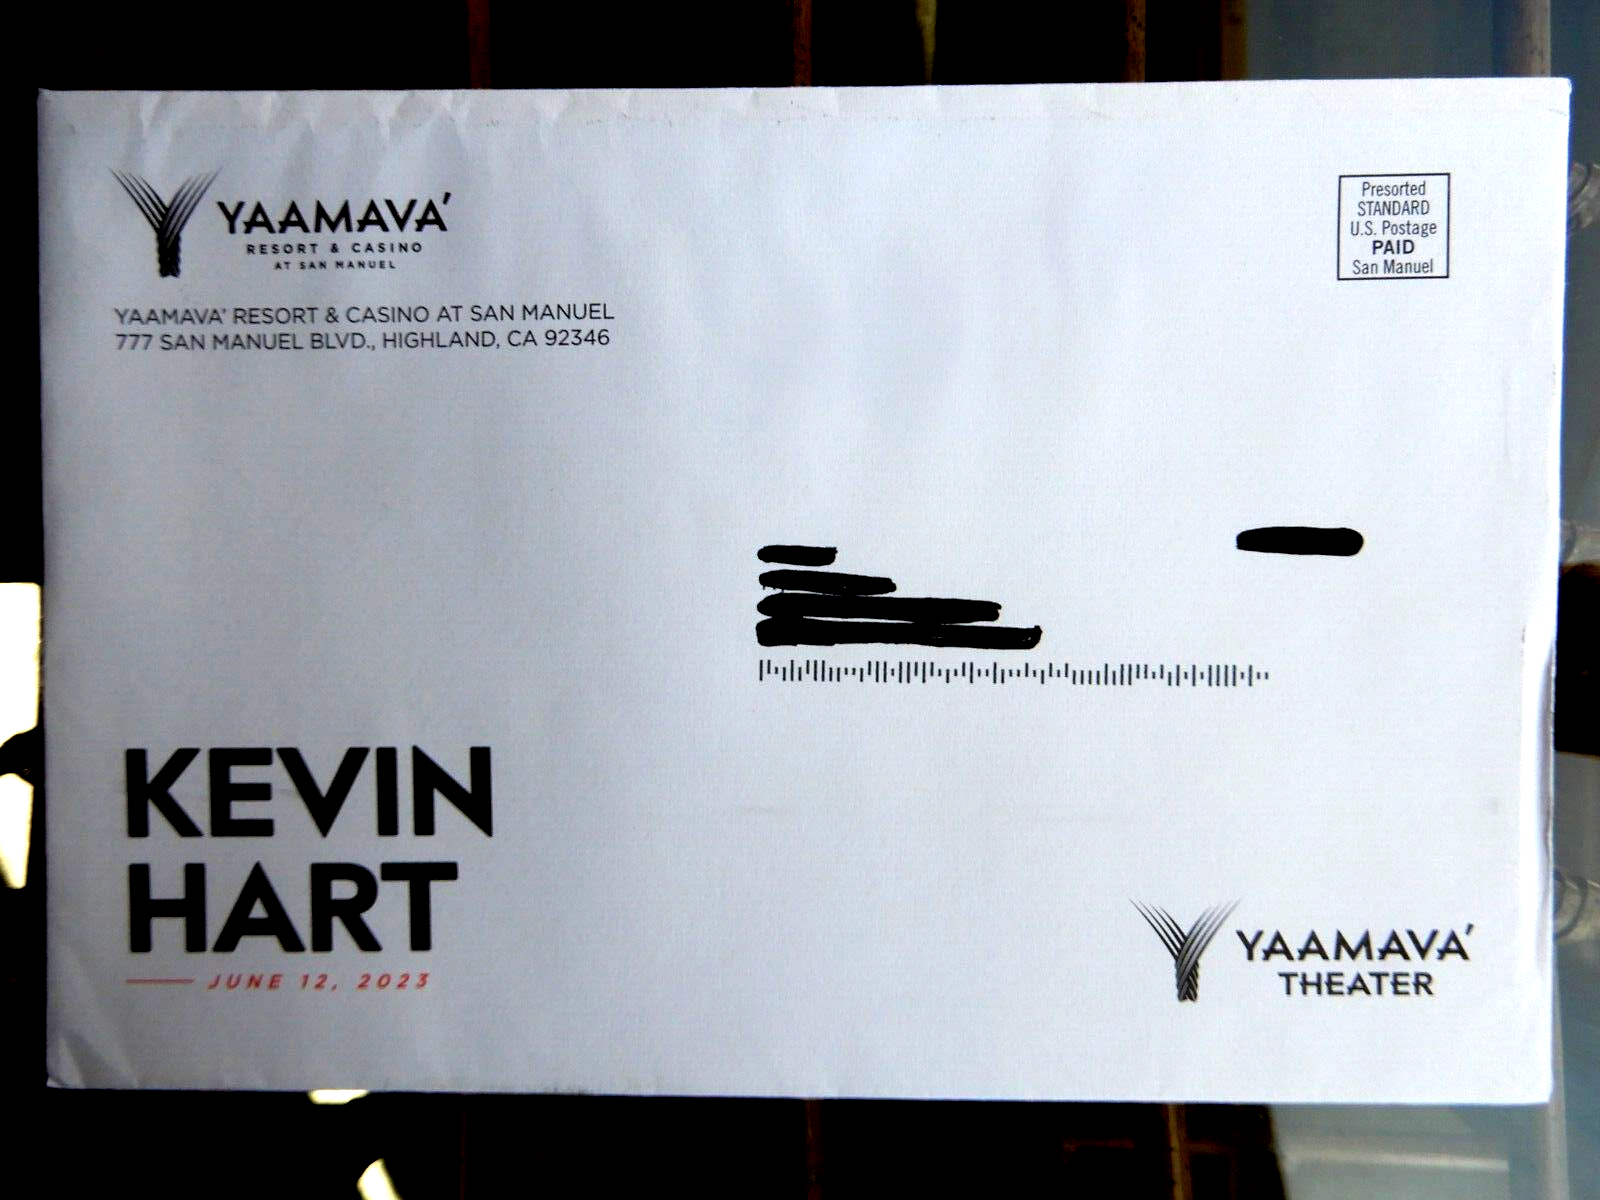 YAAMAVA'
RESORT & CASINO
AT SAN MANUEL
YAAMAVA' RESORT & CASINO AT SAN MANUEL
777 SAN MANUEL BLVD., HIGHLAND, CA 92346
Presorted
STANDARD
U.S. Postage
PAID
San Manuel
KEVIN
HART
JUNE 12, 2023
YAAMAVA'
THEATER